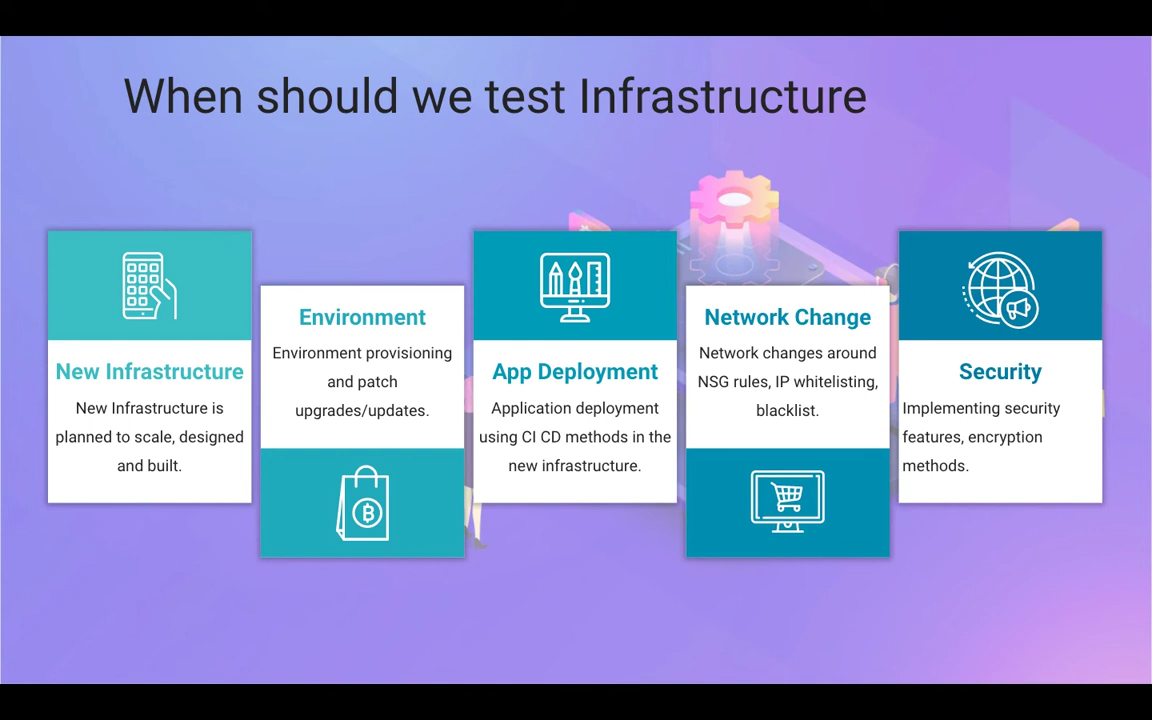 When should we test Infrastructure
New Infrastructure
New Infrastructure is
planned to scale, designed
and built.
Environment
Environment provisioning
and patch
upgrades/updates.
App Deployment
Application deployment
using CI CD methods in the
new infrastructure.
Network Change
Network changes around
NSG rules, IP whitelisting,
blacklist.
Security
Implementing security
features, encryption
methods.